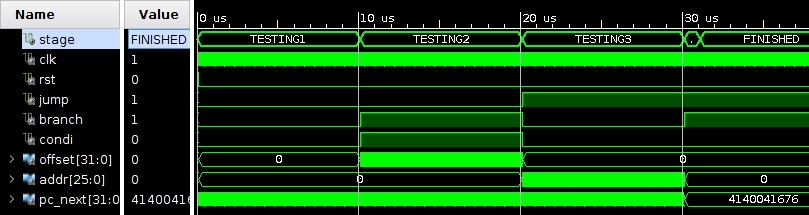 Name Value 0 us 10 us 20 us 30 us
stage FINISHED TESTING1 TESTING2 TESTING3 . FINISHED
clk 1
rst 0
jump 1
branch 1
condi 0
offset[31:0] 0 0 0
addr[25:0] 0 0 0
pc_next[31:0 41400416 4140041676